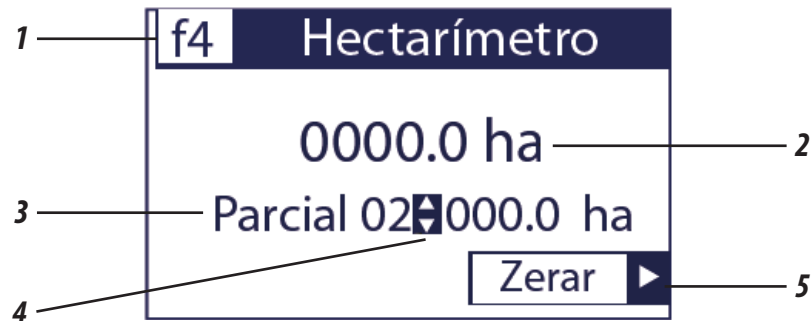 1 f4 Hectarímetro
0000.0 ha 2
3 Parcial 02 000.0 ha
Zerar 5
4